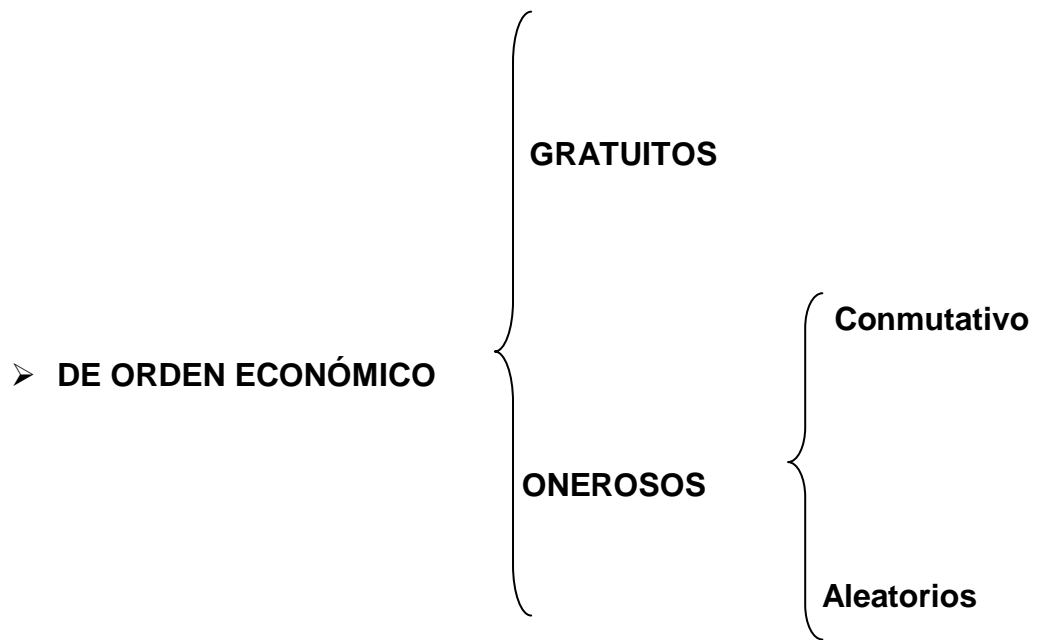 GRATUITOS
Conmutativo
➢ DE ORDEN ECONÓMICO
ONEROSOS
Aleatorios